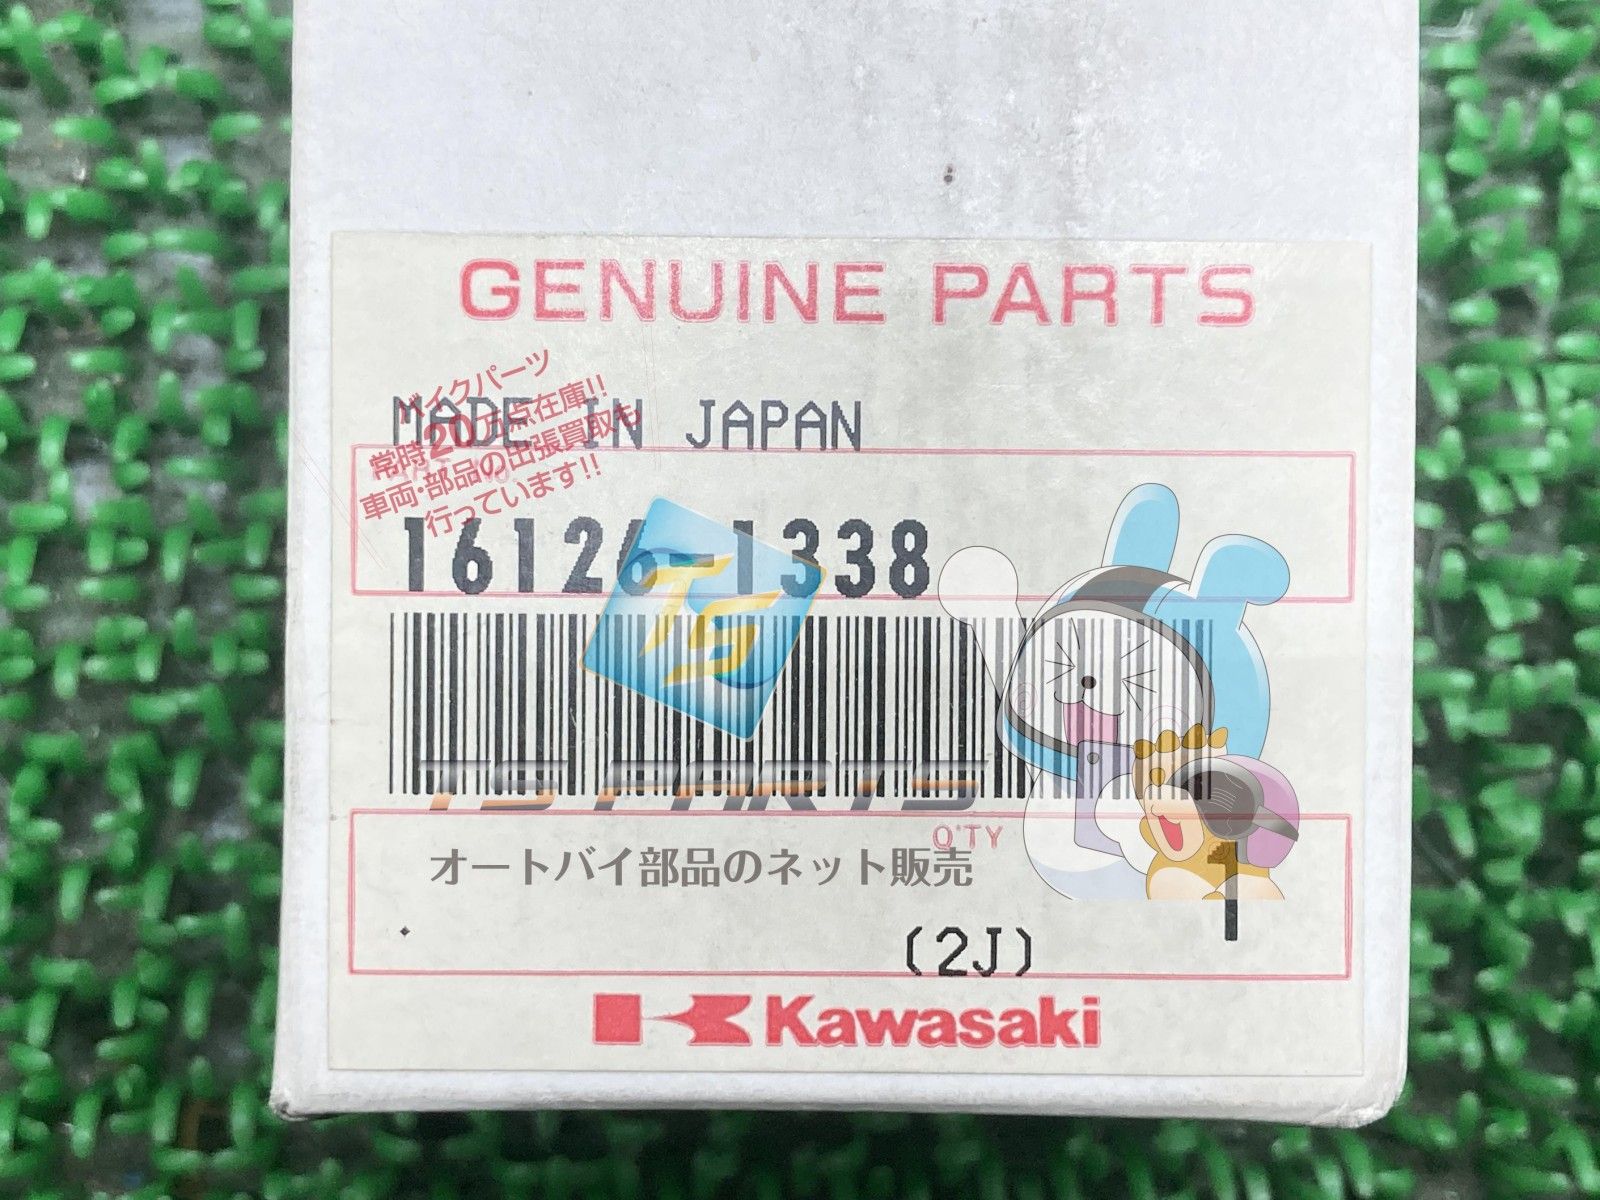 GENUINE PARTS
バイクパーツ
常時20万点在庫!!
車両・部品の出張買取も
行っています!!
MADE IN JAPAN
16126-1338
TS
TS PARTS
Q'TY
オートバイ部品のネット販売
1
(2J)
Kawasaki